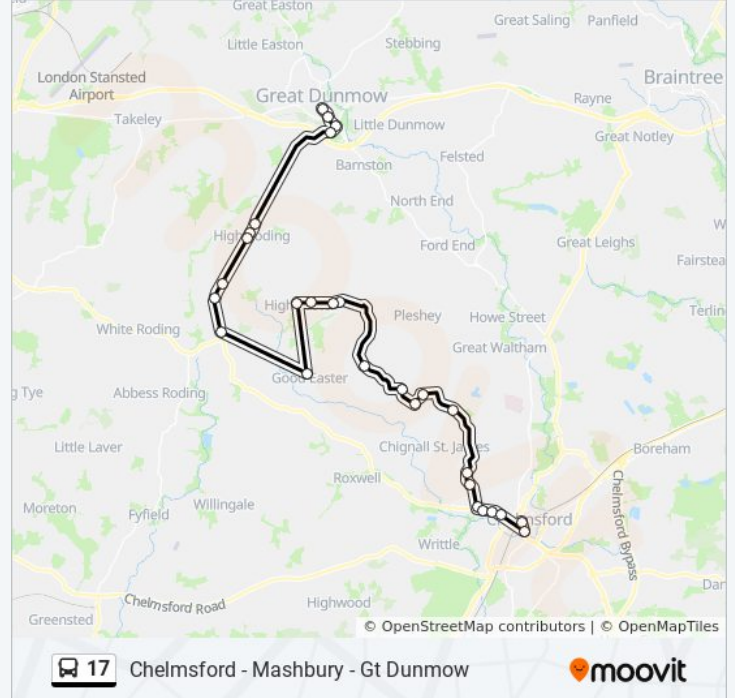 Great Easton
Great Saling
Panfield
Little Easton
Stebbing
London Stansted
Airport
Braintree
Great Dunmow
Rayne
Takeley
Little Dunmow
Great Notley
Barnston
Felsted
North End
High Roding
Ford End
Great Leighs
High
Pleshey
Howe Street
White Roding
Great Waltham
Good Easter
Abbess Roding
Little Laver
Chignall St. James
Boreham
Roxwell
Moreton
Willingale
Fyfield
Chelmsford
Writtle
Chelmsford Bypass
Chelmsford Road
Highwood
Greensted
© OpenStreetMap contributors | © OpenMapTiles
17 Chelmsford - Mashbury - Gt Dunmow
moovit